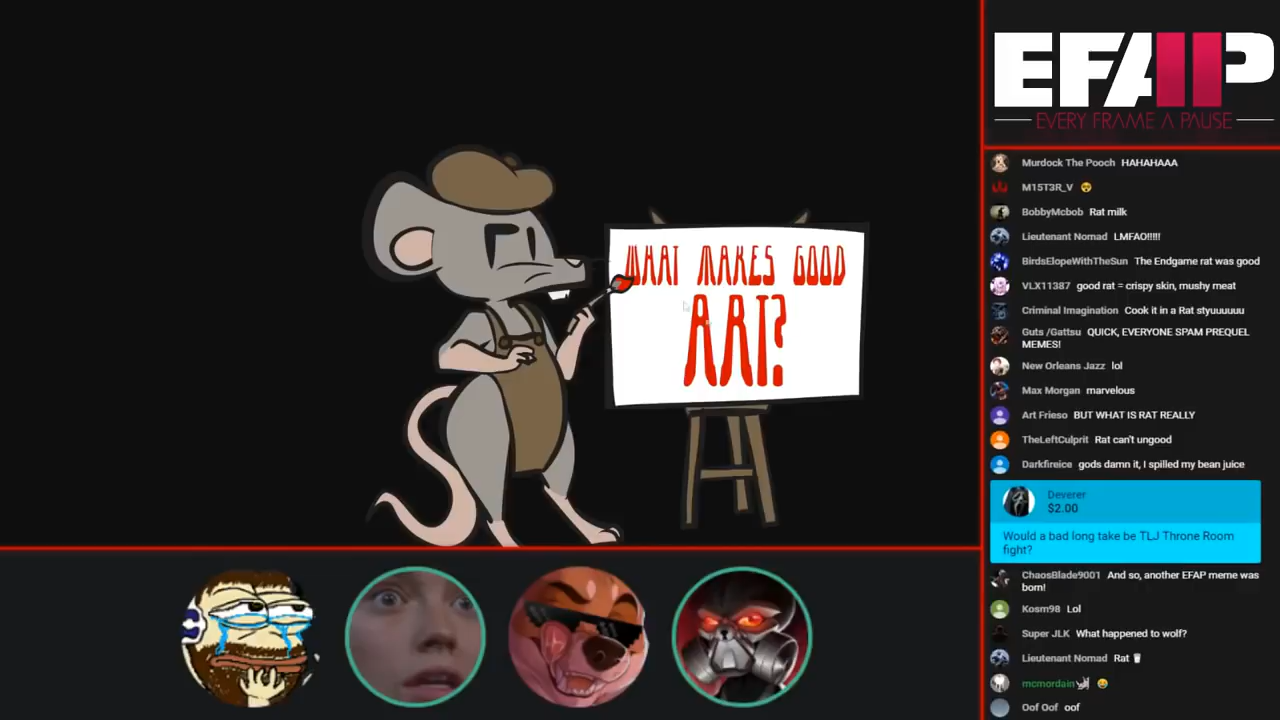 WHAT MAKES GOOD
ART?
EFAP
EVERY FRAME A PAUSE
Murdock The Pooch HAHAHAAA
M15T3R_V
BobbyMcbob Rat milk
Lieutenant Nomad LMFAO!!!!!
BirdsElopeWithTheSun The Endgame rat was good
VLX11387 good rat = crispy skin, mushy meat
Criminal Imagination Cook it in a Rat styuuuuuu
Guts /Gattsu QUICK, EVERYONE SPAM PREQUEL
MEMES!
New Orleans Jazz lol
Max Morgan marvelous
Art Frieso BUT WHAT IS RAT REALLY
TheLeftCulprit Rat can't ungood
Darkfireice gods damn it, I spilled my bean juice
Deverer
$2.00
Would a bad long take be TLJ Throne Room
fight?
ChaosBlade9001 And so, another EFAP meme was
born!
Kosm98 Lol
Super JLK What happened to wolf?
Lieutenant Nomad Rat 🥛
mcmordain 😂
Oof Oof oof